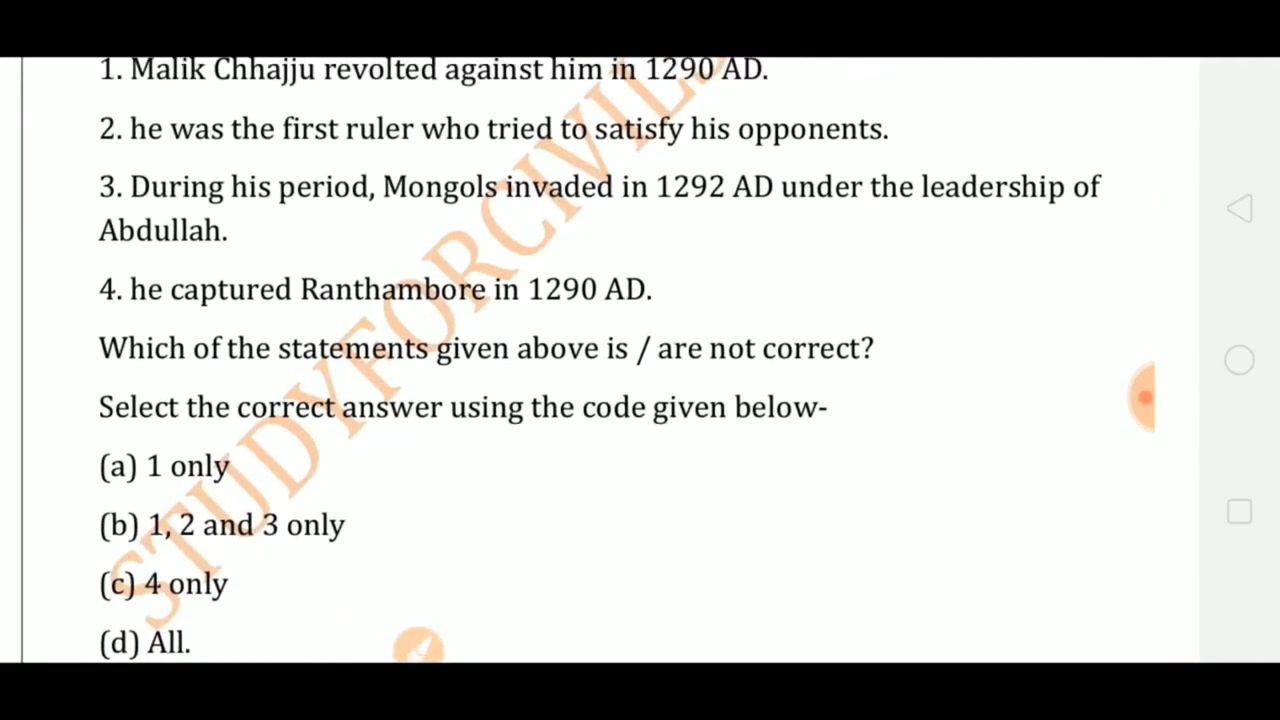 1. Malik Chhajju revolted against him in 1290 AD.
2. he was the first ruler who tried to satisfy his opponents.
3. During his period, Mongols invaded in 1292 AD under the leadership of
Abdullah.
4. he captured Ranthambore in 1290 AD.
Which of the statements given above is / are not correct?
Select the correct answer using the code given below-
(a) 1 only
(b) 1, 2 and 3 only
(c) 4 only
(d) All.